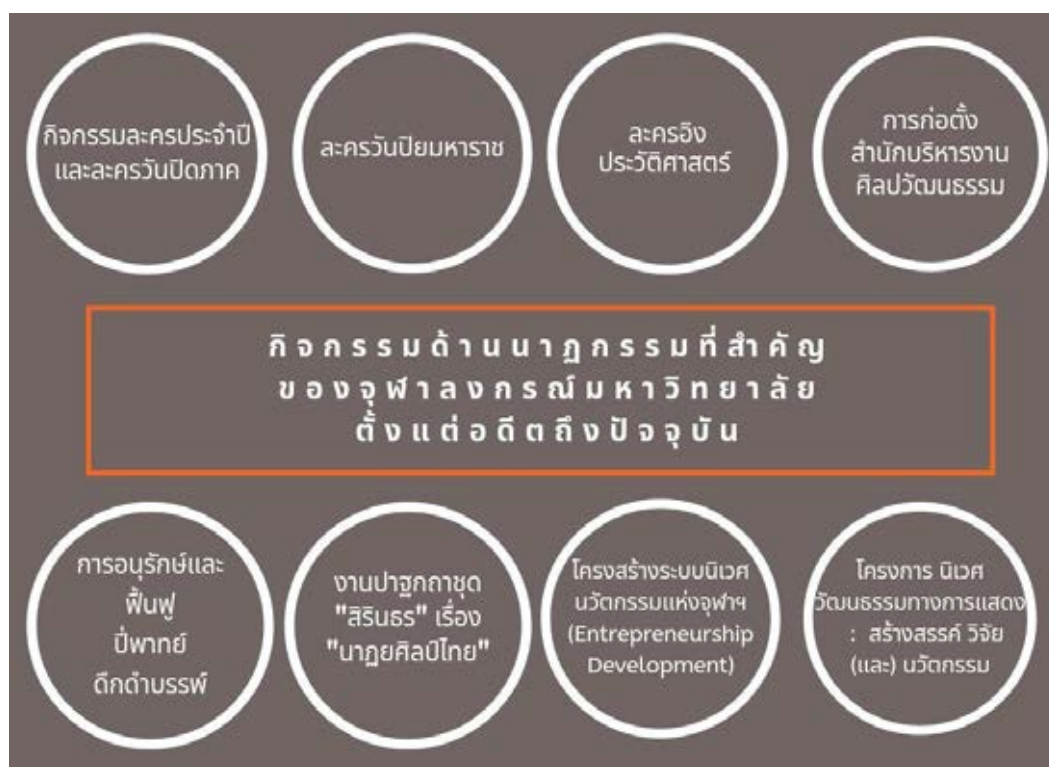 กิจกรรมละครประจำปี
และละครวันปิดภาค
ละครวันปิยมหาราช
ละครอิง
ประวัติศาสตร์
การก่อตั้ง
สำนักบริหารงาน
ศิลปวัฒนธรรม
กิจกรรมด้านนาฏกรรมที่สำคัญ
ของจุฬาลงกรณ์มหาวิทยาลัย
ตั้งแต่อดีตถึงปัจจุบัน
การอนุรักษ์และ
ฟื้นฟู
ปี่พาทย์
ดึกดำบรรพ์
งานปาฐกถาชุด
"สิรินธร" เรื่อง
"นาฏยศิลป์ไทย"
โครงสร้างระบบนิเวศ
นวัตกรรมแห่งจุฬาฯ
(Entrepreneurship
Development)
โครงการ นิเวศ
วัฒนธรรมทางการแสดง
: สร้างสรรค์ วิจัย
(และ) นวัตกรรม